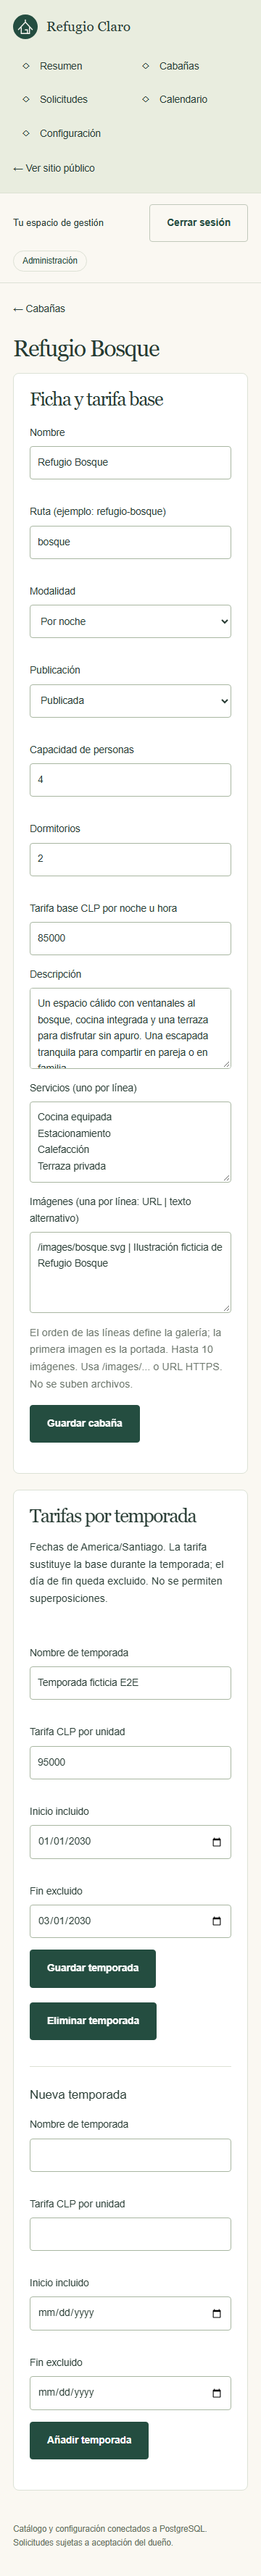 Refugio Claro
Resumen
Cabañas
Solicitudes
Calendario
Configuración
← Ver sitio público
Tu espacio de gestión
Cerrar sesión
Administración
← Cabañas
Refugio Bosque
Ficha y tarifa base
Nombre
Refugio Bosque
Ruta (ejemplo: refugio-bosque)
bosque
Modalidad
Por noche
Publicación
Publicada
Capacidad de personas
4
Dormitorios
2
Tarifa base CLP por noche u hora
85000
Descripción
Un espacio cálido con ventanales al
bosque, cocina integrada y una terraza
para disfrutar sin apuro. Una escapada
tranquila para compartir en pareja o en
familia
Servicios (uno por línea)
Cocina equipada
Estacionamiento
Calefacción
Terraza privada
Imágenes (una por línea: URL | texto
alternativo)
/images/bosque.svg | Ilustración ficticia de
Refugio Bosque
El orden de las líneas define la galería; la
primera imagen es la portada. Hasta 10
imágenes. Usa /images/... o URL HTTPS.
No se suben archivos.
Guardar cabaña
Tarifas por temporada
Fechas de America/Santiago. La tarifa
sustituye la base durante la temporada; el
día de fin queda excluido. No se permiten
superposiciones.
Nombre de temporada
Temporada ficticia E2E
Tarifa CLP por unidad
95000
Inicio incluido
01/01/2030
Fin excluido
03/01/2030
Guardar temporada
Eliminar temporada
Nueva temporada
Nombre de temporada
Tarifa CLP por unidad
Inicio incluido
mm/dd/yyyy
Fin excluido
mm/dd/yyyy
Añadir temporada
Catálogo y configuración conectados a PostgreSQL.
Solicitudes sujetas a aceptación del dueño.